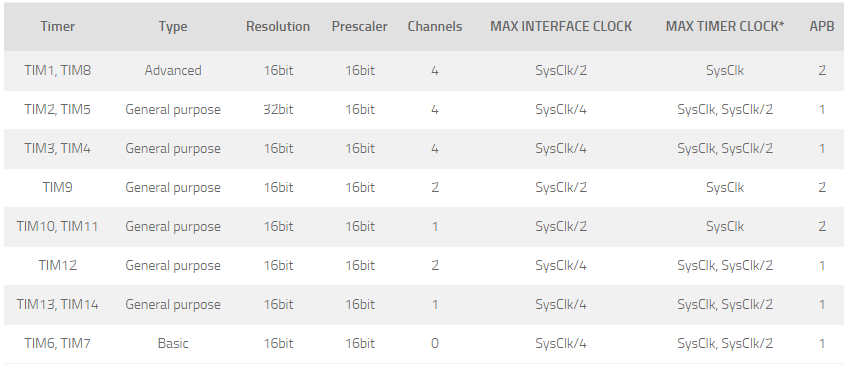 Timer Type Resolution Prescaler Channels MAX INTERFACE CLOCK MAX TIMER CLOCK* APB
TIM1, TIM8 Advanced 16bit 16bit 4 SysClk/2 SysClk 2
TIM2, TIM5 General purpose 32bit 16bit 4 SysClk/4 SysClk, SysClk/2 1
TIM3, TIM4 General purpose 16bit 16bit 4 SysClk/4 SysClk, SysClk/2 1
TIM9 General purpose 16bit 16bit 2 SysClk/2 SysClk 2
TIM10, TIM11 General purpose 16bit 16bit 1 SysClk/2 SysClk 2
TIM12 General purpose 16bit 16bit 2 SysClk/4 SysClk, SysClk/2 1
TIM13, TIM14 General purpose 16bit 16bit 1 SysClk/4 SysClk, SysClk/2 1
TIM6, TIM7 Basic 16bit 16bit 0 SysClk/4 SysClk, SysClk/2 1